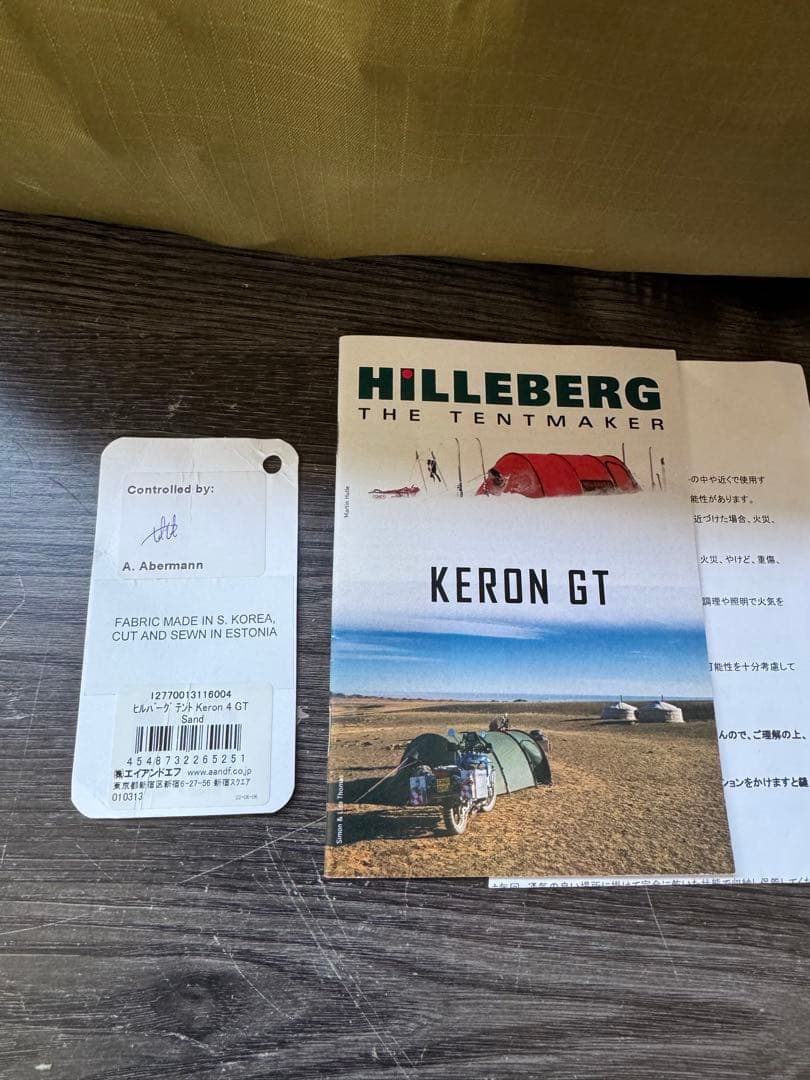 Controlled by:
A. Abermann
FABRIC MADE IN S. KOREA,
CUT AND SEWN IN ESTONIA
12770013116004
ヒルバーグ テント Keron 4 GT
Sand
4548732265251
㈱エイアンドエフ www.aandf.co.jp
東京都新宿区新宿6-27-56 新宿スクエア
010313
22-06-06
HiLLEBERG
THE TENTMAKER
Martin Hülle
KERON GT
Simon & Lisa Thomas
の中や近くで使用す
能性があります。
近づけた場合、火災、
火災、やけど、重傷、
調理や照明で火気を
可能性を十分考慮して
んので、ご理解の上、
ションをかけますと縫